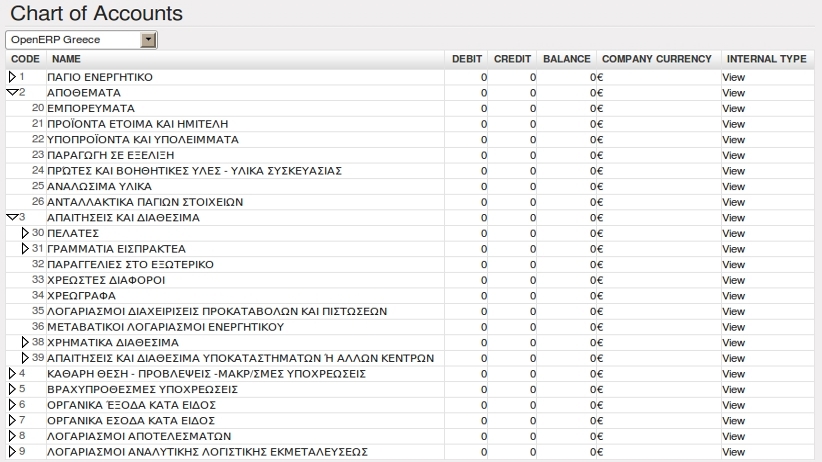 Chart of Accounts
OpenERP Greece
CODE NAME DEBIT CREDIT BALANCE COMPANY CURRENCY INTERNAL TYPE
1 ΠΑΓΙΟ ΕΝΕΡΓΗΤΙΚΟ 0 0 0 € View
2 ΑΠΟΘΕΜΑΤΑ 0 0 0 € View
20 ΕΜΠΟΡΕΥΜΑΤΑ 0 0 0 € View
21 ΠΡΟΪΟΝΤΑ ΕΤΟΙΜΑ ΚΑΙ ΗΜΙΤΕΛΗ 0 0 0 € View
22 ΥΠΟΠΡΟΪΟΝΤΑ ΚΑΙ ΥΠΟΛΕΙΜΜΑΤΑ 0 0 0 € View
23 ΠΑΡΑΓΩΓΗ ΣΕ ΕΞΕΛΙΞΗ 0 0 0 € View
24 ΠΡΏΤΕΣ ΚΑΙ ΒΟΗΘΗΤΙΚΕΣ ΥΛΕΣ - ΥΛΙΚΑ ΣΥΣΚΕΥΑΣΙΑΣ 0 0 0 € View
25 ΑΝΑΛΩΣΙΜΑ ΥΛΙΚΑ 0 0 0 € View
26 ΑΝΤΑΛΛΑΚΤΙΚΑ ΠΑΓΙΩΝ ΣΤΟΙΧΕΙΩΝ 0 0 0 € View
3 ΑΠΑΙΤΗΣΕΙΣ ΚΑΙ ΔΙΑΘΕΣΙΜΑ 0 0 0 € View
30 ΠΕΛΑΤΕΣ 0 0 0 € View
31 ΓΡΑΜΜΑΤΙΑ ΕΙΣΠΡΑΚΤΕΑ 0 0 0 € View
32 ΠΑΡΑΓΓΕΛΙΕΣ ΣΤΟ ΕΞΩΤΕΡΙΚΟ 0 0 0 € View
33 ΧΡΕΩΣΤΕΣ ΔΙΑΦΟΡΟΙ 0 0 0 € View
34 ΧΡΕΩΓΡΑΦΑ 0 0 0 € View
35 ΛΟΓΑΡΙΑΣΜΟΙ ΔΙΑΧΕΙΡΙΣΕΙΣ ΠΡΟΚΑΤΑΒΟΛΩΝ ΚΑΙ ΠΙΣΤΩΣΕΩΝ 0 0 0 € View
36 ΜΕΤΑΒΑΤΙΚΟΙ ΛΟΓΑΡΙΑΣΜΟΙ ΕΝΕΡΓΗΤΙΚΟΥ 0 0 0 € View
38 ΧΡΗΜΑΤΙΚΑ ΔΙΑΘΕΣΙΜΑ 0 0 0 € View
39 ΑΠΑΙΤΗΣΕΙΣ ΚΑΙ ΔΙΑΘΕΣΙΜΑ ΥΠΟΚΑΤΑΣΤΗΜΑΤΩΝ Ή ΑΛΛΩΝ ΚΕΝΤΡΩΝ 0 0 0 € View
4 ΚΑΘΑΡΗ ΘΕΣΗ - ΠΡΟΒΛΕΨΕΙΣ -ΜΑΚΡ/ΣΜΕΣ ΥΠΟΧΡΕΩΣΕΙΣ 0 0 0 € View
5 ΒΡΑΧΥΠΡΟΘΕΣΜΕΣ ΥΠΟΧΡΕΩΣΕΙΣ 0 0 0 € View
6 ΟΡΓΑΝΙΚΑ ΈΞΟΔΑ ΚΑΤΑ ΕΙΔΟΣ 0 0 0 € View
7 ΟΡΓΑΝΙΚΑ ΕΣΟΔΑ ΚΑΤΑ ΕΙΔΟΣ 0 0 0 € View
8 ΛΟΓΑΡΙΑΣΜΟΙ ΑΠΟΤΕΛΕΣΜΑΤΩΝ 0 0 0 € View
9 ΛΟΓΑΡΙΑΣΜΟΙ ΑΝΑΛΥΤΙΚΗΣ ΛΟΓΙΣΤΙΚΗΣ ΕΚΜΕΤΑΛΕΥΣΕΩΣ 0 0 0 € View